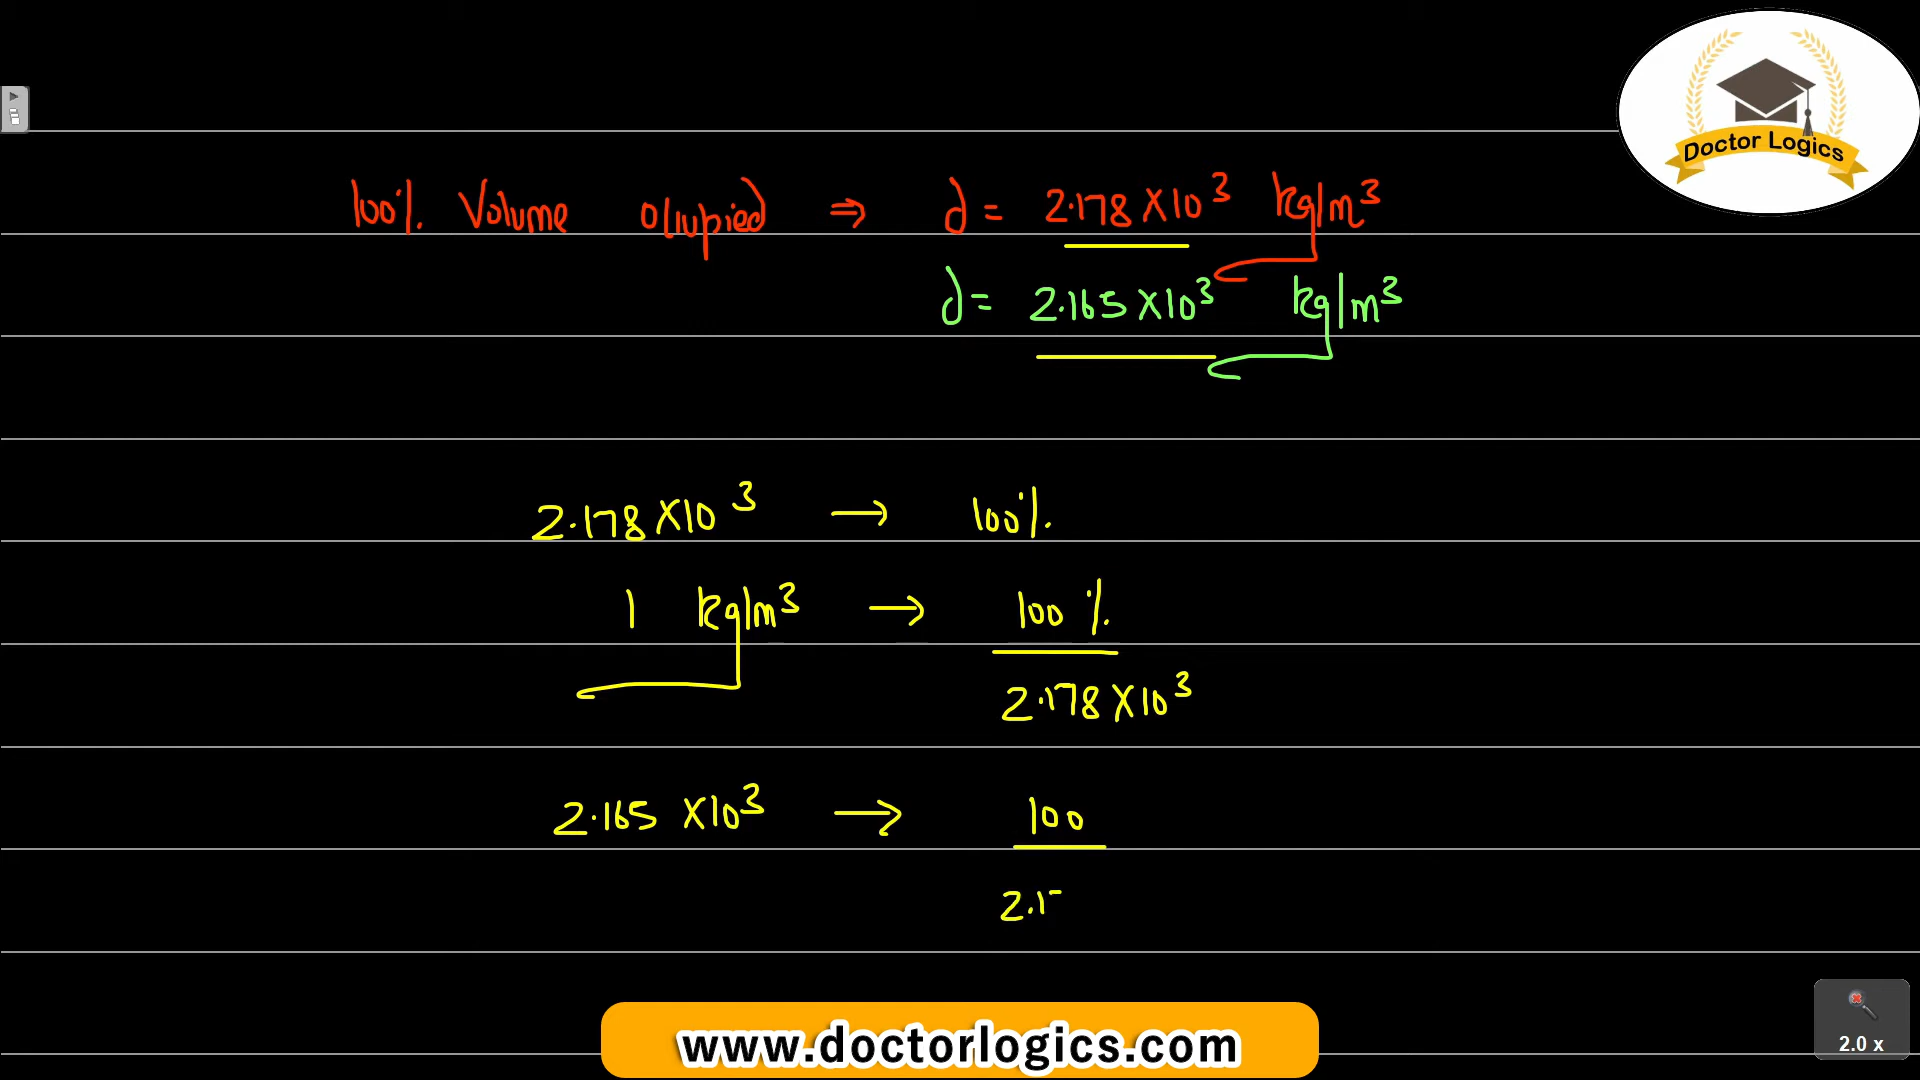 Doctor Logics
100% Volume occupied ⇒ d = 2.178 X10³ kg/m³
d = 2.165 X10³ kg/m³
2.178 X10³ → 100%
1 kg/m³ → 100 %
2.178 X10³
2.165 X10³ → 100
2.1
www.doctorlogics.com
2.0 x